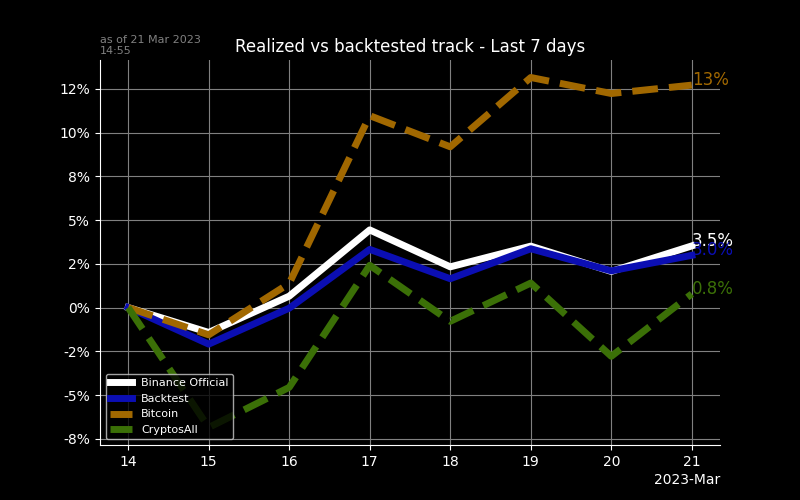 as of 21 Mar 2023
14:55
Realized vs backtested track - Last 7 days
12%
10%
8%
5%
2%
0%
-2%
-5%
-8%
13%
3.5%
3.0%
0.8%
Binance Official
Backtest
Bitcoin
CryptosAll
14 15 16 17 18 19 20 21
2023-Mar